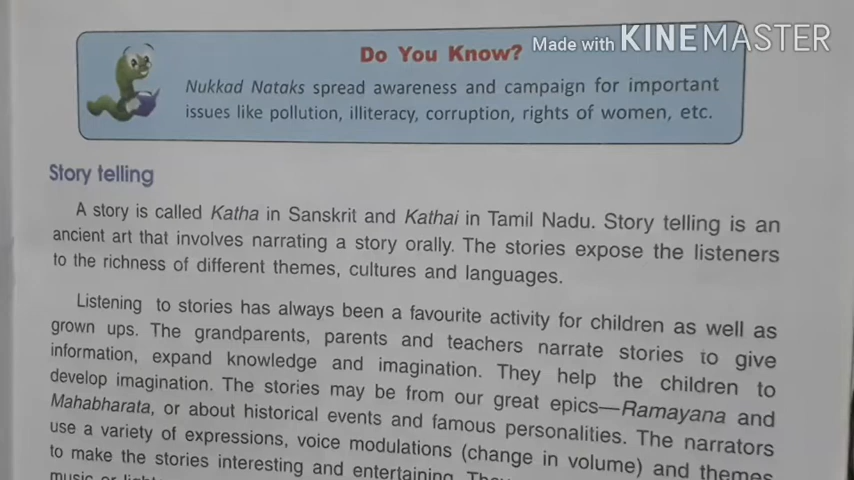 Made with KINEMASTER
Do You Know?
Nukkad Nataks spread awareness and campaign for important
issues like pollution, illiteracy, corruption, rights of women, etc.
Story telling
A story is called Katha in Sanskrit and Kathai in Tamil Nadu. Story telling is an
ancient art that involves narrating a story orally. The stories expose the listeners
to the richness of different themes, cultures and languages.
Listening to stories has always been a favourite activity for children as well as
grown ups. The grandparents, parents and teachers narrate stories to give
information, expand knowledge and imagination. They help the children to
develop imagination. The stories may be from our great epics—Ramayana and
Mahabharata, or about historical events and famous personalities. The narrators
use a variety of expressions, voice modulations (change in volume) and themes
to make the stories interesting and entertaining. They
music or